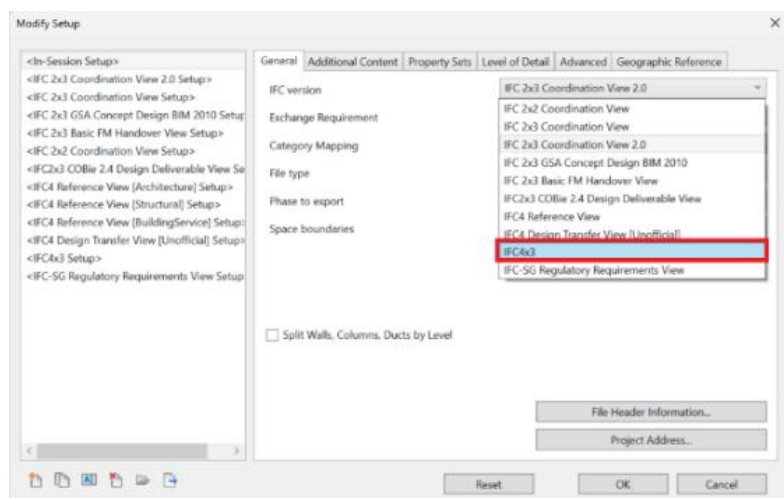 Modify Setup
<In-Session Setup>
<IFC 2x3 Coordination View 2.0 Setup>
<IFC 2x3 Coordination View Setup>
<IFC 2x3 GSA Concept Design BIM 2010 Setup
<IFC 2x3 Basic FM Handover View Setup>
<IFC 2x2 Coordination View Setup>
<IFC2x3 COBie 2.4 Design Deliverable View Se
<IFC4 Reference View [Architecture] Setup>
<IFC4 Reference View [Structural] Setup>
<IFC4 Reference View [BuildingService] Setup>
<IFC4 Design Transfer View [Unofficial] Setup>
<IFC4x3 Setup>
<IFC-SG Regulatory Requirements View Setup
General Additional Content Property Sets Level of Detail Advanced Geographic Reference
IFC version
IFC 2x3 Coordination View 2.0
Exchange Requirement
Category Mapping
File type
Phase to export
Space boundaries
IFC 2x2 Coordination View
IFC 2x3 Coordination View
IFC 2x3 Coordination View 2.0
IFC 2x3 GSA Concept Design BIM 2010
IFC 2x3 Basic FM Handover View
IFC2x3 COBie 2.4 Design Deliverable View
IFC4 Reference View
IFC4 Design Transfer View [Unofficial]
IFC4x3
IFC-SG Regulatory Requirements View
Split Walls, Columns, Ducts by Level
File Header Information...
Project Address...
Reset
OK
Cancel